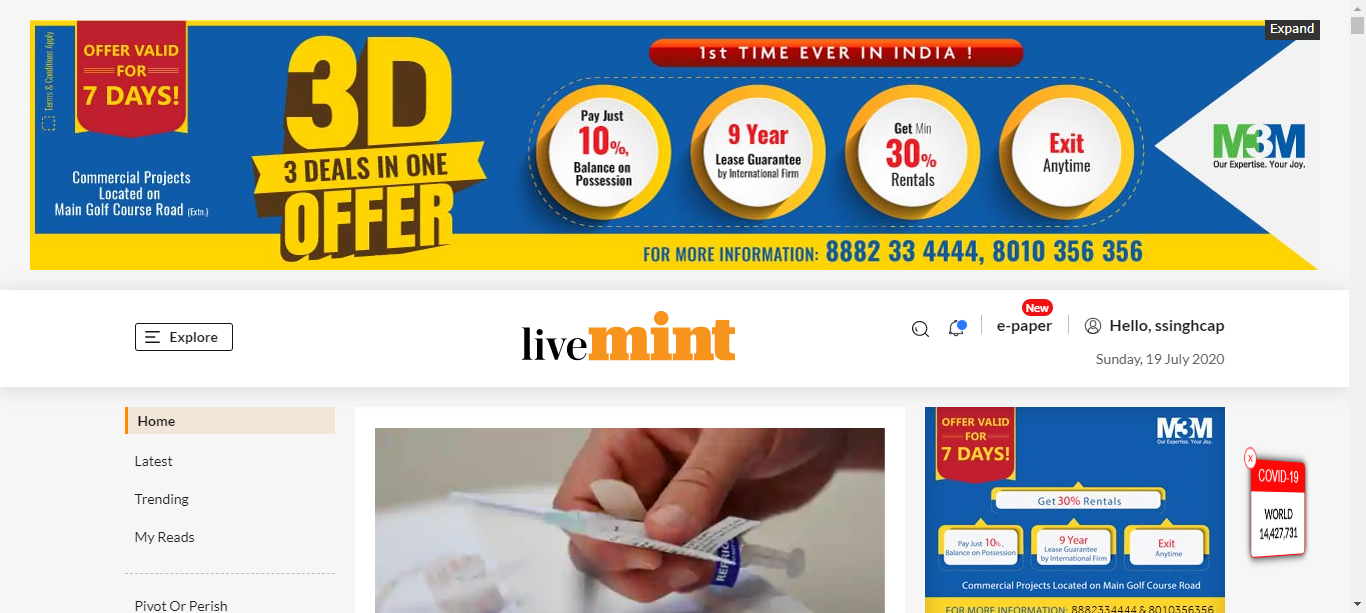 Expand
Terms & Conditions Apply
OFFER VALID
FOR
7 DAYS!
Commercial Projects
Located on
Main Golf Course Road (Extn.)
3D
3 DEALS IN ONE
OFFER
1st TIME EVER IN INDIA !
Pay Just
10%,
Balance on
Possession
9 Year
Lease Guarantee
by International Firm
Get Min
30%
Rentals
Exit
Anytime
M3M
Our Expertise. Your Joy.
FOR MORE INFORMATION: 8882 33 4444, 8010 356 356
Explore
livemint
New
e-paper
Hello, ssinghcap
Sunday, 19 July 2020
Home
Latest
Trending
My Reads
Pivot Or Perish
REFRIG
OFFER VALID
FOR
7 DAYS!
M3M
Our Expertise. Your Joy.
Get 30% Rentals
Pay Just 10%,
Balance on Possession
9 Year
Lease Guarantee
by International Firm
Exit
Anytime
Commercial Projects Located on Main Golf Course Road
FOR MORE INFORMATION: 8882334444 & 8010356356
X
COVID-19
WORLD
14,427,731